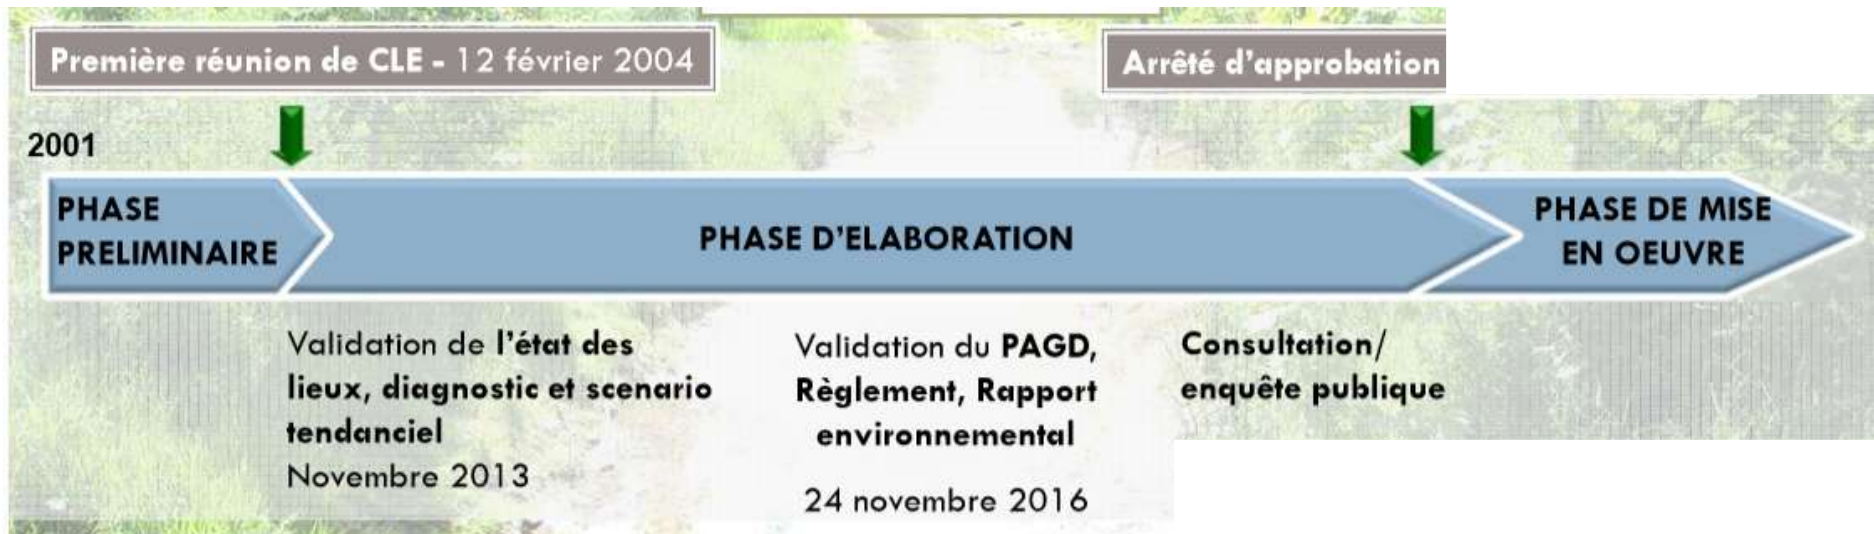 Première réunion de CLE - 12 février 2004
Arrêté d'approbation
2001
PHASE
PRELIMINAIRE
PHASE D'ELABORATION
PHASE DE MISE
EN OEUVRE
Validation de l'état des
lieux, diagnostic et scenario
tendanciel
Novembre 2013
Validation du PAGD,
Règlement, Rapport
environnemental
24 novembre 2016
Consultation/
enquête publique